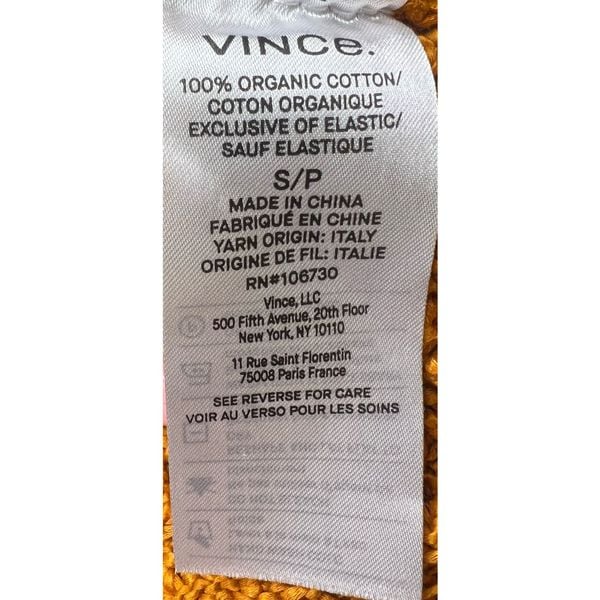 VINCE.
100% ORGANIC COTTON/
COTON ORGANIQUE
EXCLUSIVE OF ELASTIC/
SAUF ELASTIQUE
S/P
MADE IN CHINA
FABRIQUÉ EN CHINE
YARN ORIGIN: ITALY
ORIGINE DE FIL: ITALIE
RN#106730
Vince, LLC
500 Fifth Avenue, 20th Floor
New York, NY 10110
11 Rue Saint Florentin
75008 Paris France
SEE REVERSE FOR CARE
VOIR AU VERSO POUR LES SOINS